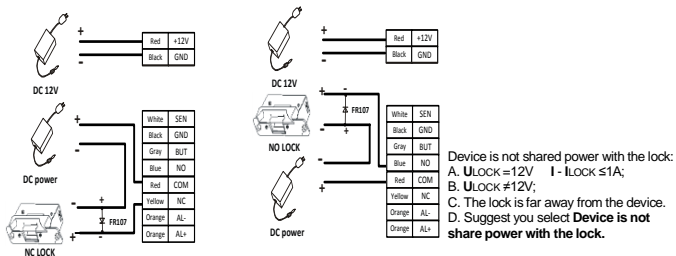 +
-
Red +12V
Black GND
DC 12V
+
-
DC power
- +
FR107
+ -
NC LOCK
White SEN
Black GND
Gray BUT
Blue NO
Red COM
Yellow NC
Orange AL-
Orange AL+
+
-
Red +12V
Black GND
DC 12V
+ -
FR107
- +
NO LOCK
-
+
DC power
White SEN
Black GND
Gray BUT
Blue NO
Red COM
Yellow NC
Orange AL-
Orange AL+
Device is not shared power with the lock:
A. ULOCK =12V I - ILOCK ≤1A;
B. ULOCK ≠12V;
C. The lock is far away from the device.
D. Suggest you select Device is not
share power with the lock.